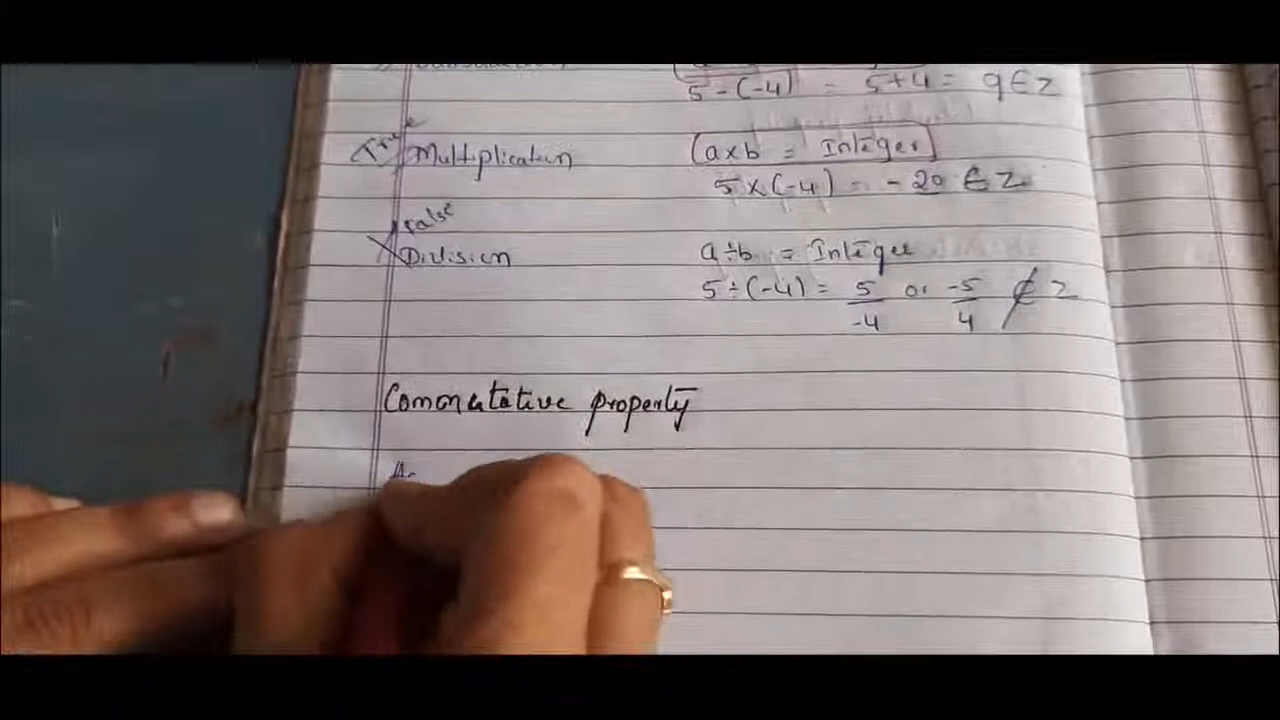 5-(-4) = 5+4 = 9 ∈ Z
True
Multiplication [a×b = Integer]
5×(-4) = -20 ∈ Z
False
Division a÷b = Integer
5÷(-4) = 5/-4 or -5/4 ∉ Z
Commutative property